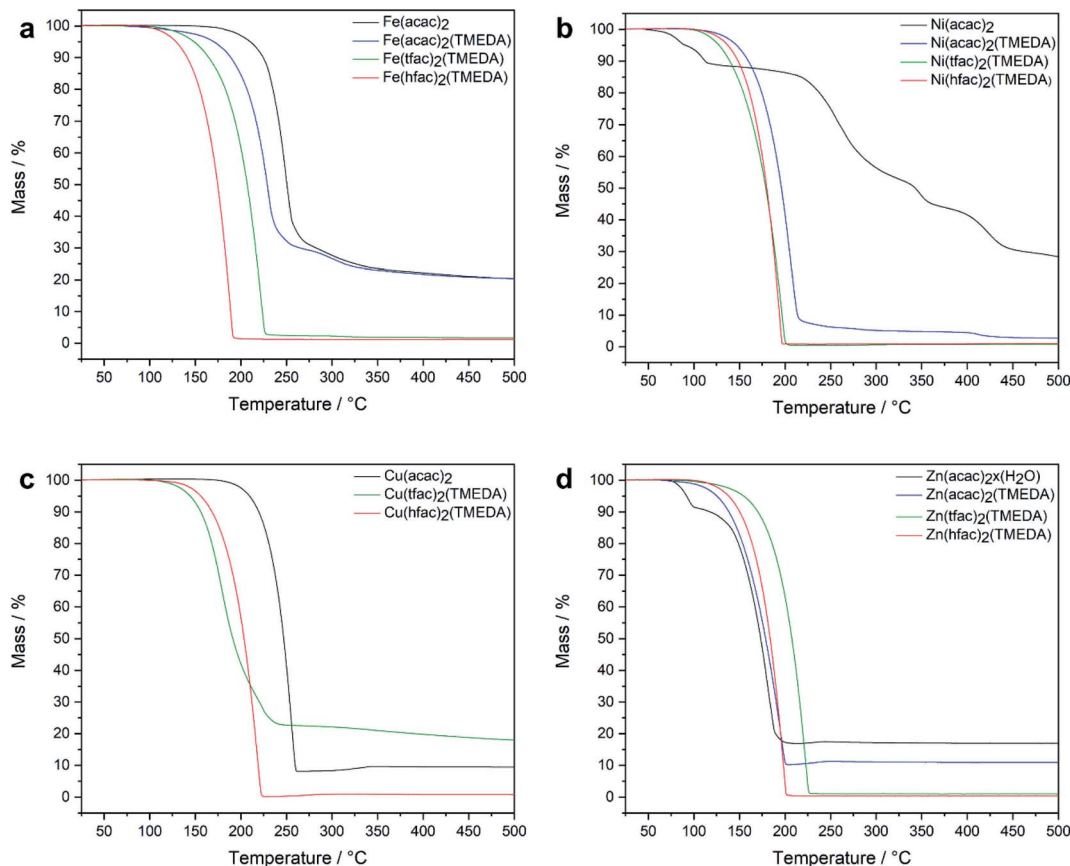 a
Fe(acac)2
Fe(acac)2(TMEDA)
Fe(tfac)2(TMEDA)
Fe(hfac)2(TMEDA)
Mass / %
100
90
80
70
60
50
40
30
20
10
0
50 100 150 200 250 300 350 400 450 500
Temperature / °C
b
Ni(acac)2
Ni(acac)2(TMEDA)
Ni(tfac)2(TMEDA)
Ni(hfac)2(TMEDA)
Mass / %
100
90
80
70
60
50
40
30
20
10
0
50 100 150 200 250 300 350 400 450 500
Temperature / °C
c
Cu(acac)2
Cu(tfac)2(TMEDA)
Cu(hfac)2(TMEDA)
Mass / %
100
90
80
70
60
50
40
30
20
10
0
50 100 150 200 250 300 350 400 450 500
Temperature / °C
d
Zn(acac)2x(H2O)
Zn(acac)2(TMEDA)
Zn(tfac)2(TMEDA)
Zn(hfac)2(TMEDA)
Mass / %
100
90
80
70
60
50
40
30
20
10
0
50 100 150 200 250 300 350 400 450 500
Temperature / °C